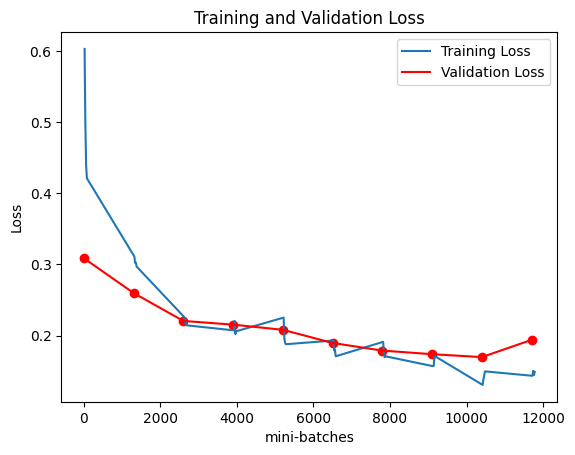 Training and Validation Loss
Training Loss
Validation Loss
Loss
0.6
0.5
0.4
0.3
0.2
0 2000 4000 6000 8000 10000 12000
mini-batches